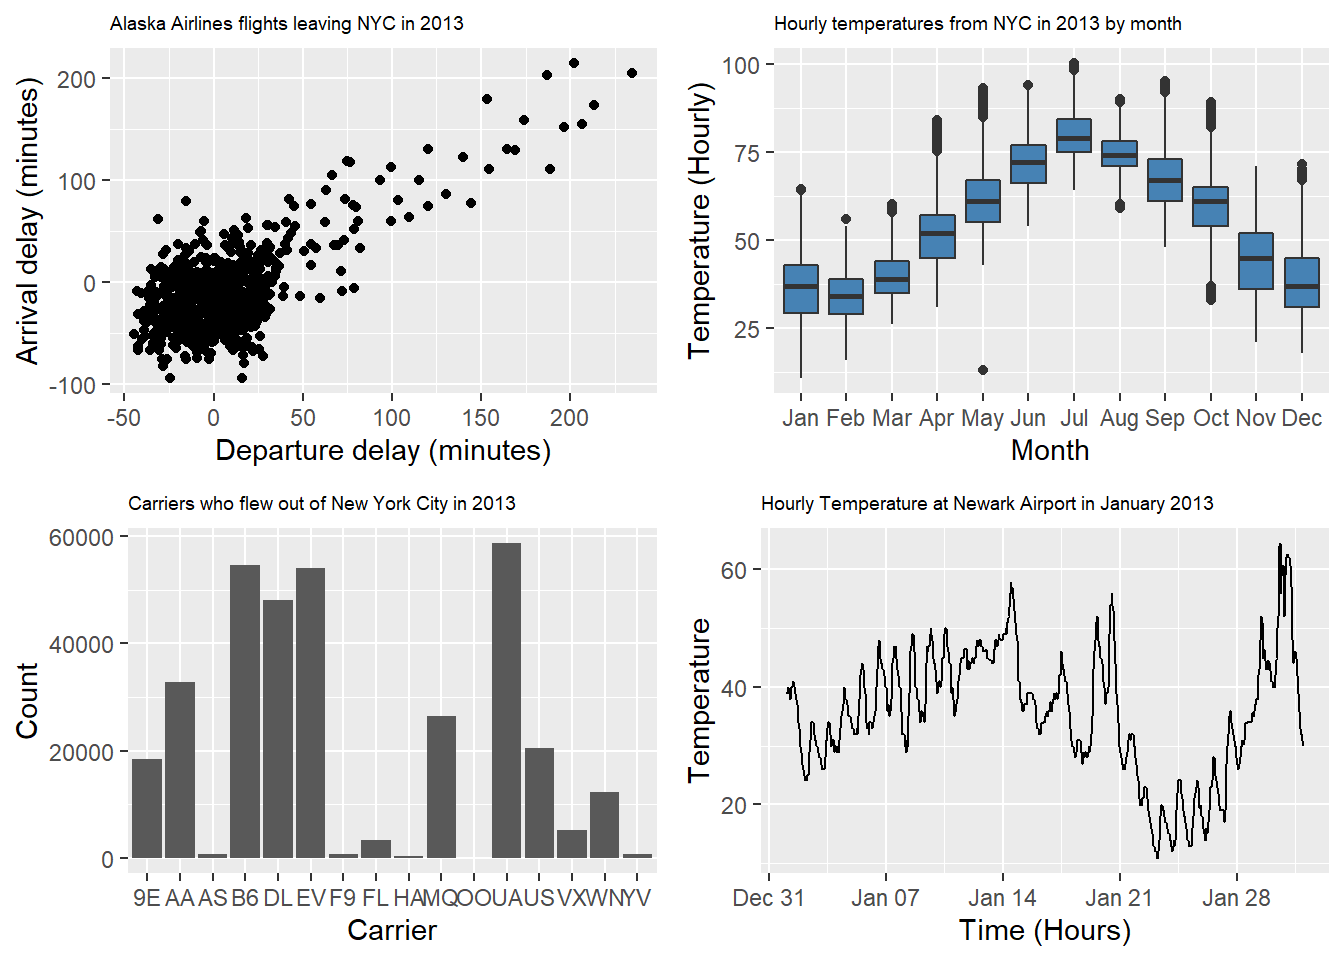 Alaska Airlines flights leaving NYC in 2013
Arrival delay (minutes)
200
100
0
-100
-50 0 50 100 150 200
Departure delay (minutes)
Hourly temperatures from NYC in 2013 by month
Temperature (Hourly)
100
75
50
25
Jan Feb Mar Apr May Jun Jul Aug Sep Oct Nov Dec
Month
Carriers who flew out of New York City in 2013
Count
60000
40000
20000
0
9E AA AS B6 DL EV F9 FL HA MQ OO UA US VX WN YV
Carrier
Hourly Temperature at Newark Airport in January 2013
Temperature
60
40
20
Dec 31 Jan 07 Jan 14 Jan 21 Jan 28
Time (Hours)